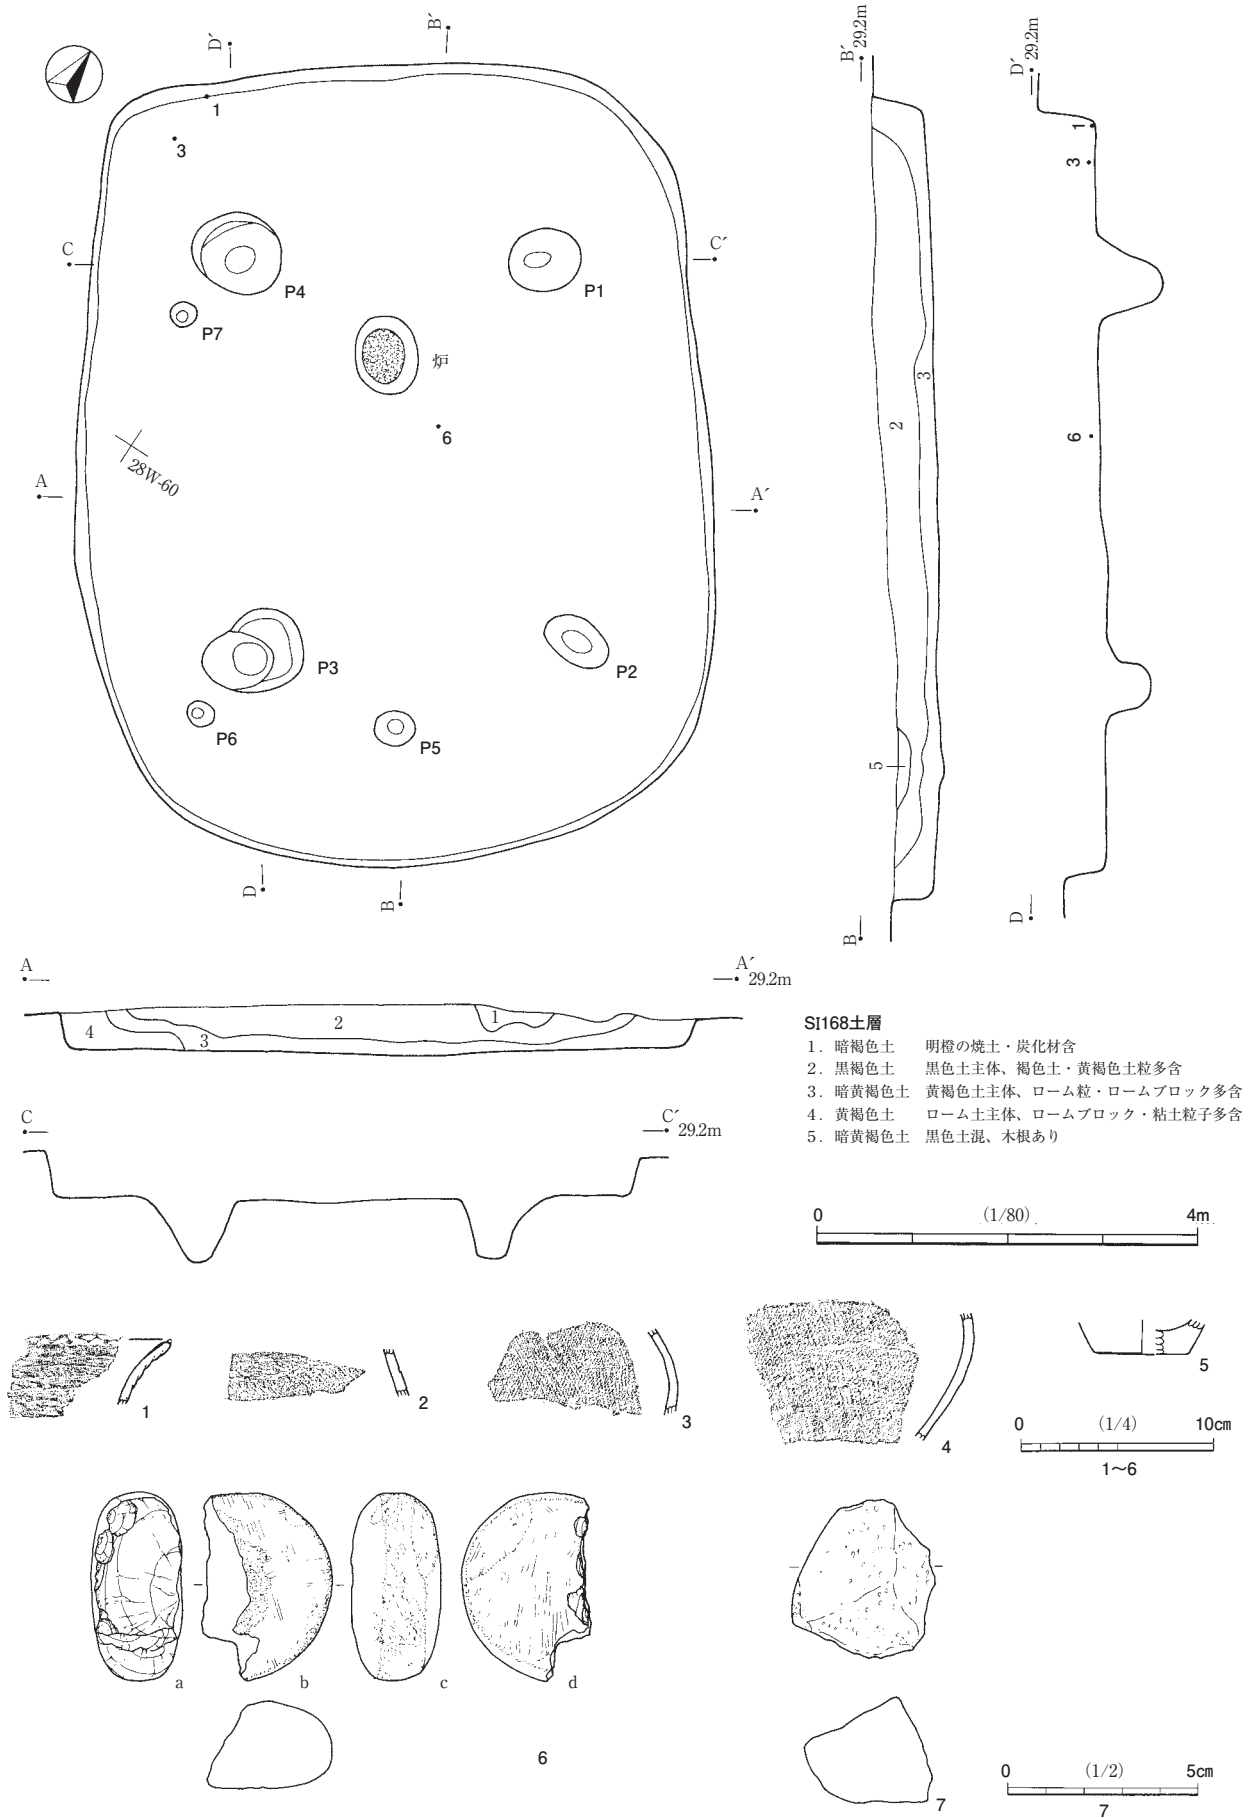 D´
B´
1
3
C
C´
P4
P1
P7
炉
6
28W-60
A
A´
P3
P2
P6
P5
D
B
B´ 29.2m
2
3
5
B
D´ 29.2m
1
3
6
D
A
A´ 29.2m
4
3
2
1
C
C´ 29.2m
SI168土層
1. 暗褐色土 明橙の焼土・炭化材含
2. 黒褐色土 黒色土主体、褐色土・黄褐色土粒多含
3. 暗黄褐色土 黄褐色土主体、ローム粒・ロームブロック多含
4. 黄褐色土 ローム土主体、ロームブロック・粘土粒子多含
5. 暗黄褐色土 黒色土混、木根あり
0 (1/80) 4m
1
2
3
4
5
0 (1/4) 10cm
1～6
a
b
c
d
6
7
0 (1/2) 5cm
7